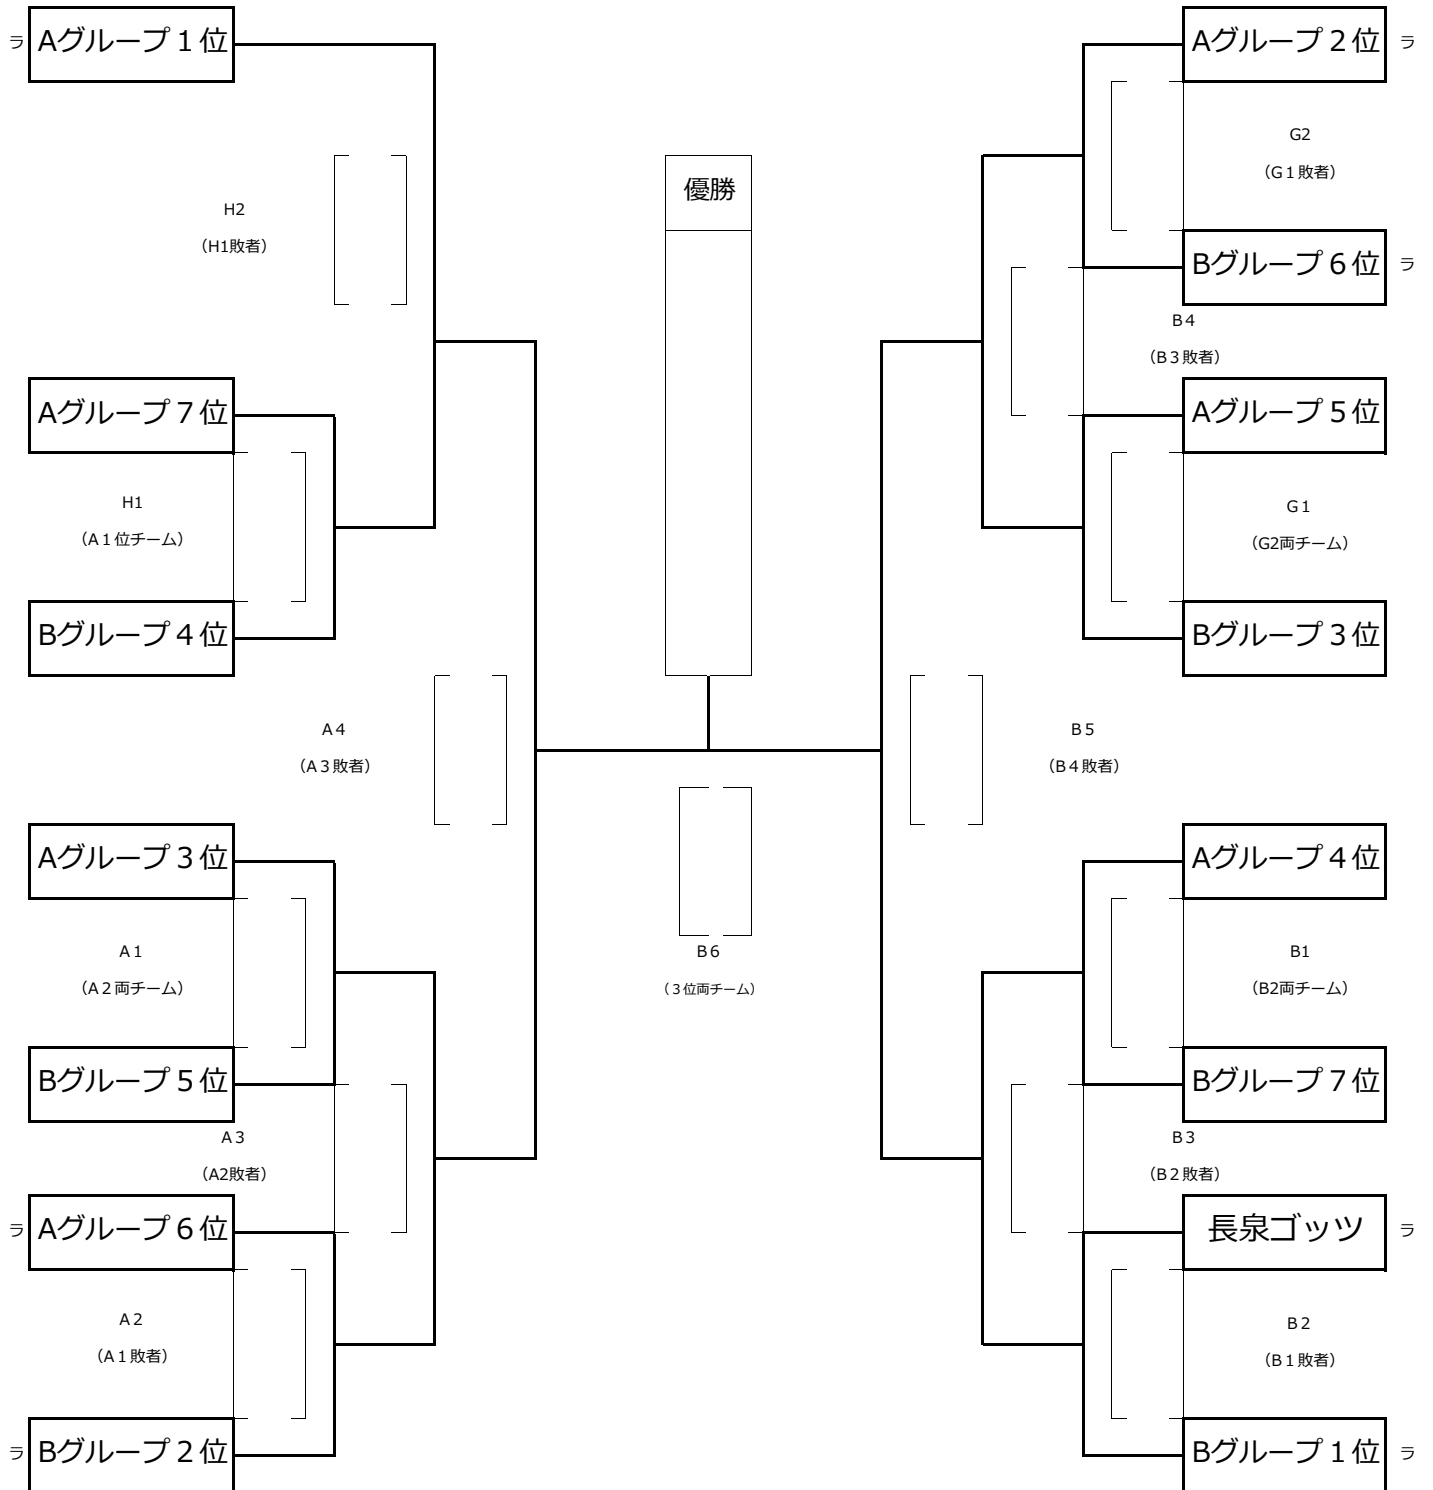 ラ Aグループ１位
H2
（H1敗者）
Aグループ７位
H1
（A１位チーム）
Bグループ４位
A４
（A３敗者）
Aグループ３位
A１
（A２両チーム）
Bグループ５位
A３
（A2敗者）
ラ Aグループ６位
A２
（A１敗者）
ラ Bグループ２位
優勝
B６
（３位両チーム）
Aグループ２位 ラ
G2
（G１敗者）
Bグループ６位 ラ
B４
（B３敗者）
Aグループ５位
G１
（G2両チーム）
Bグループ３位
B５
（B４敗者）
Aグループ４位
B1
（B2両チーム）
Bグループ７位
B３
（B２敗者）
長泉ゴッツ ラ
B２
（B１敗者）
Bグループ１位 ラ